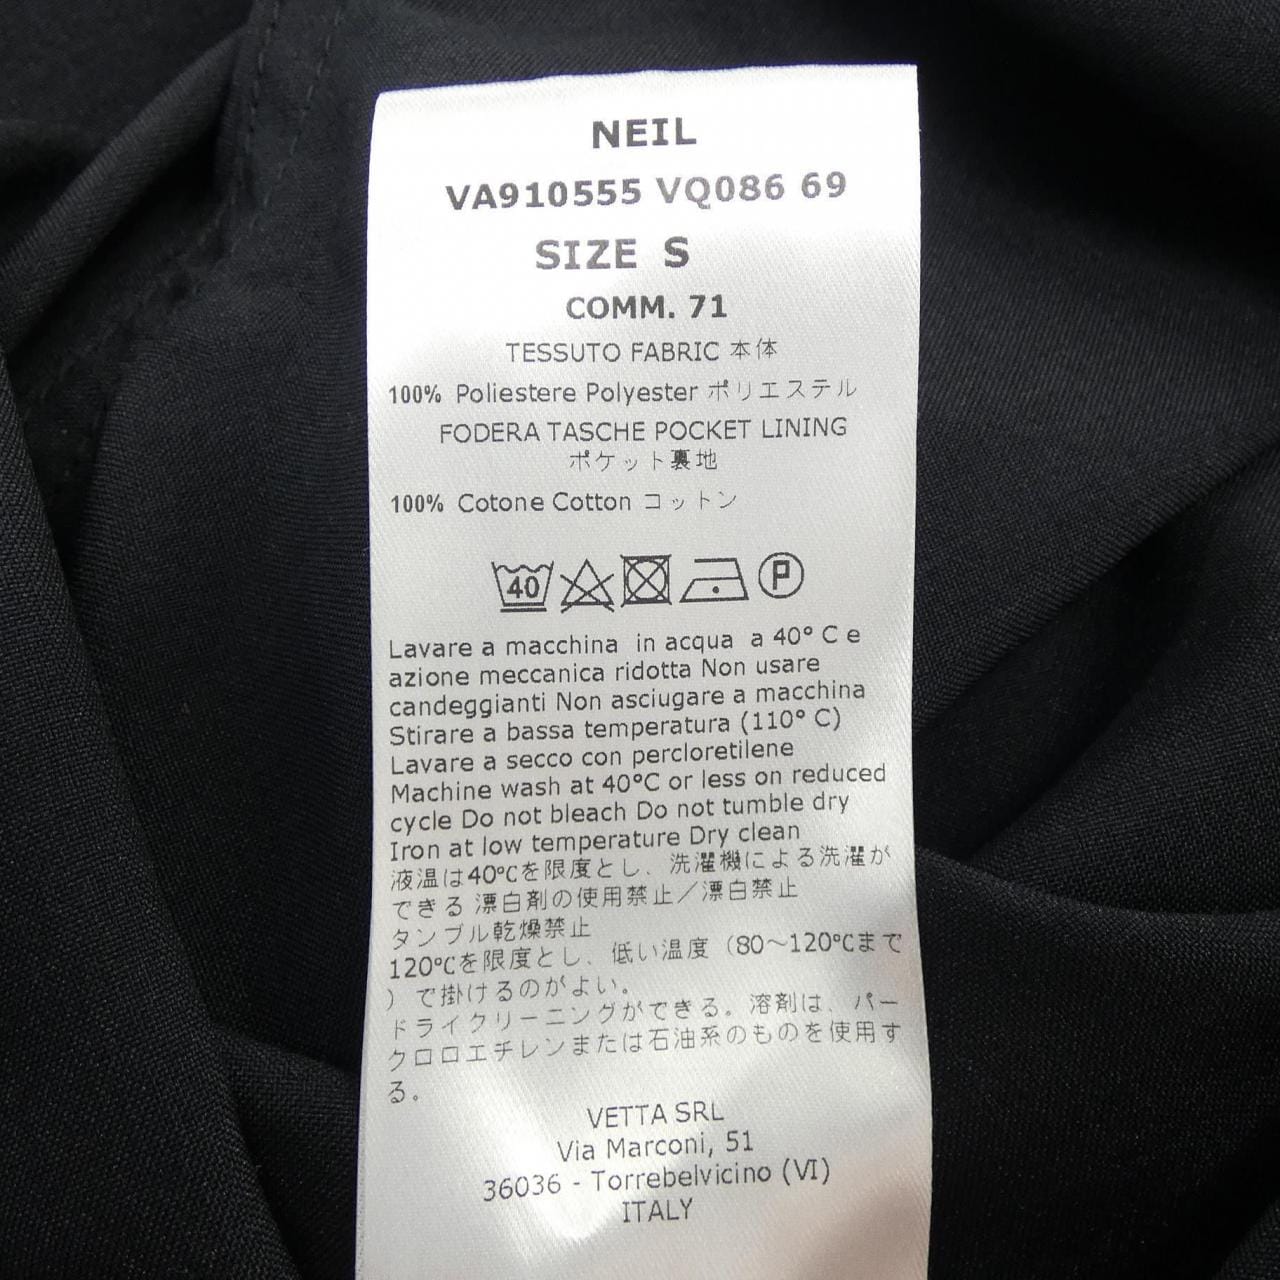 NEIL
VA910555 VQ086 69
SIZE S
COMM. 71
TESSUTO FABRIC 本体
100% Poliestere Polyester ポリエステル
FODERA TASCHE POCKET LINING
ポケット裏地
100% Cotone Cotton コットン
40 P
Lavare a macchina in acqua a 40° C e
azione meccanica ridotta Non usare
candeggianti Non asciugare a macchina
Stirare a bassa temperatura (110° C)
Lavare a secco con percloretilene
Machine wash at 40°C or less on reduced
cycle Do not bleach Do not tumble dry
Iron at low temperature Dry clean
液温は40℃を限度とし、洗濯機による洗濯が
できる 漂白剤の使用禁止／漂白禁止
タンブル乾燥禁止
120℃を限度とし、低い温度（80～120℃まで
）で掛けるのがよい。
ドライクリーニングができる。溶剤は、パー
クロロエチレンまたは石油系のものを使用す
る。
VETTA SRL
Via Marconi, 51
36036 - Torrebelvicino (VI)
ITALY